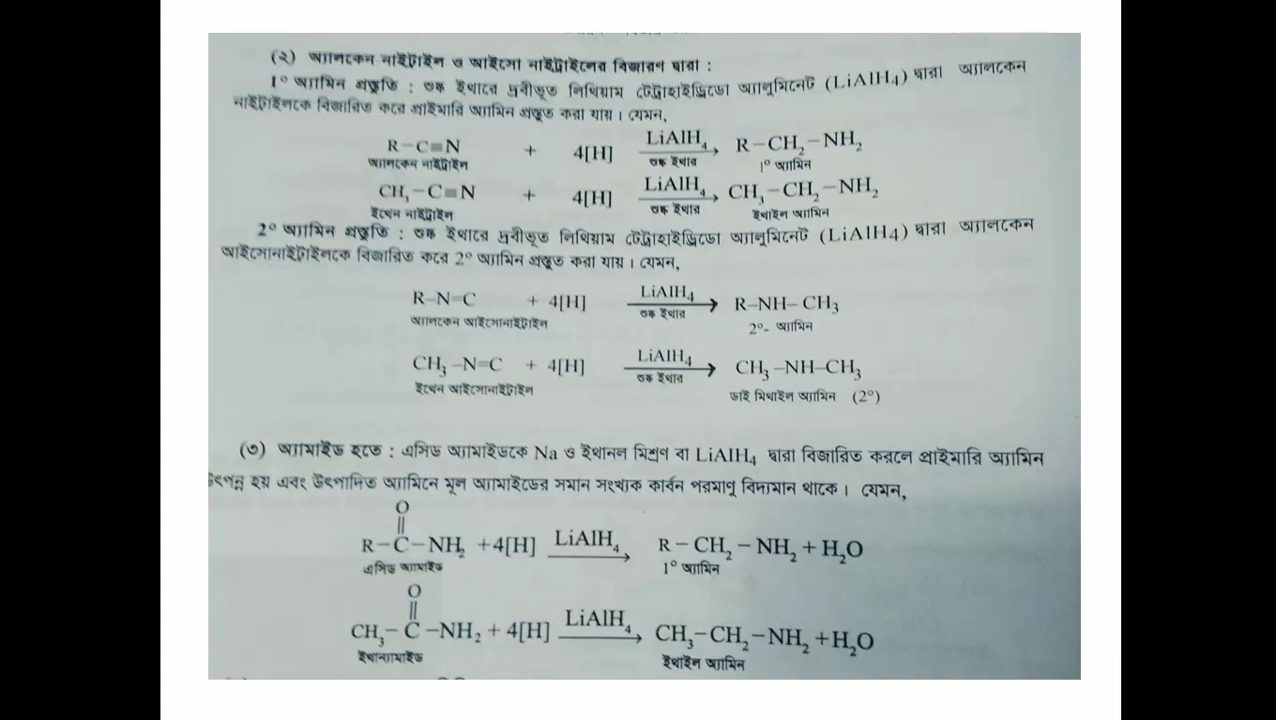 (২) অ্যালকেন নাইট্রাইল ও আইসো নাইট্রাইলের বিজারণ দ্বারা :
1° অ্যামিন প্রস্তুতি : শুষ্ক ইথারে দ্রবীভূত লিথিয়াম টেট্রাহাইড্রিডো অ্যালুমিনেট (LiAlH₄) দ্বারা অ্যালকেন
নাইট্রাইলকে বিজারিত করে প্রাইমারি অ্যামিন প্রস্তুত করা যায়। যেমন,
R−C≡N + 4[H] LiAlH₄ শুষ্ক ইথার → R−CH₂−NH₂
অ্যালকেন নাইট্রাইল 1° অ্যামিন
CH₃−C≡N + 4[H] LiAlH₄ শুষ্ক ইথার → CH₃−CH₂−NH₂
ইথেন নাইট্রাইল ইথাইল অ্যামিন
2° অ্যামিন প্রস্তুতি : শুষ্ক ইথারে দ্রবীভূত লিথিয়াম টেট্রাহাইড্রিডো অ্যালুমিনেট (LiAlH4) দ্বারা অ্যালকেন
আইসোনাইট্রাইলকে বিজারিত করে 2° অ্যামিন প্রস্তুত করা যায়। যেমন,
R–N=C + 4[H] LiAlH₄ শুষ্ক ইথার → R–NH– CH₃
অ্যালকেন আইসোনাইট্রাইল 2°- অ্যামিন
CH₃ –N=C + 4[H] LiAlH₄ শুষ্ক ইথার → CH₃ –NH–CH₃
ইথেন আইসোনাইট্রাইল ডাই মিথাইল অ্যামিন (2°)
(৩) অ্যামাইড হতে : এসিড অ্যামাইডকে Na ও ইথানল মিশ্রণ বা LiAlH₄ দ্বারা বিজারিত করলে প্রাইমারি অ্যামিন
উৎপন্ন হয় এবং উৎপাদিত অ্যামিনে মূল অ্যামাইডের সমান সংখ্যক কার্বন পরমাণু বিদ্যমান থাকে। যেমন,
O
||
R−C−NH₂ +4[H] LiAlH₄ → R−CH₂−NH₂+H₂O
এসিড অ্যামাইড 1° অ্যামিন
O
||
CH₃−C−NH₂+4[H] LiAlH₄ → CH₃−CH₂−NH₂+H₂O
ইথান্যামাইড ইথাইল অ্যামিন